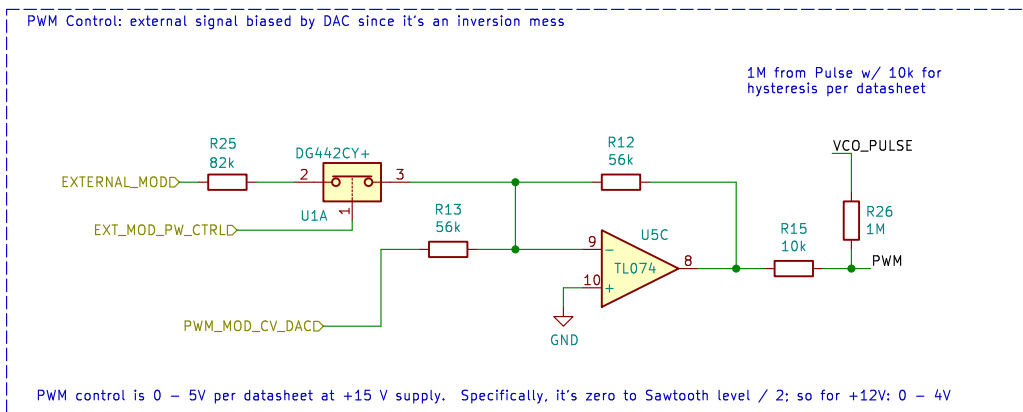 PWM Control: external signal biased by DAC since it's an inversion mess
1M from Pulse w/ 10k for
hysteresis per datasheet
VCO_PULSE
R25
82k
DG442CY+
R12
56k
EXTERNAL_MOD
2
3
1
U1A
R26
1M
EXT_MOD_PW_CTRL
R13
56k
R15
10k
U5C
9
TL074
8
10
PWM
PWM_MOD_CV_DAC
GND
PWM control is 0 - 5V per datasheet at +15 V supply. Specifically, it's zero to Sawtooth level / 2; so for +12V: 0 - 4V